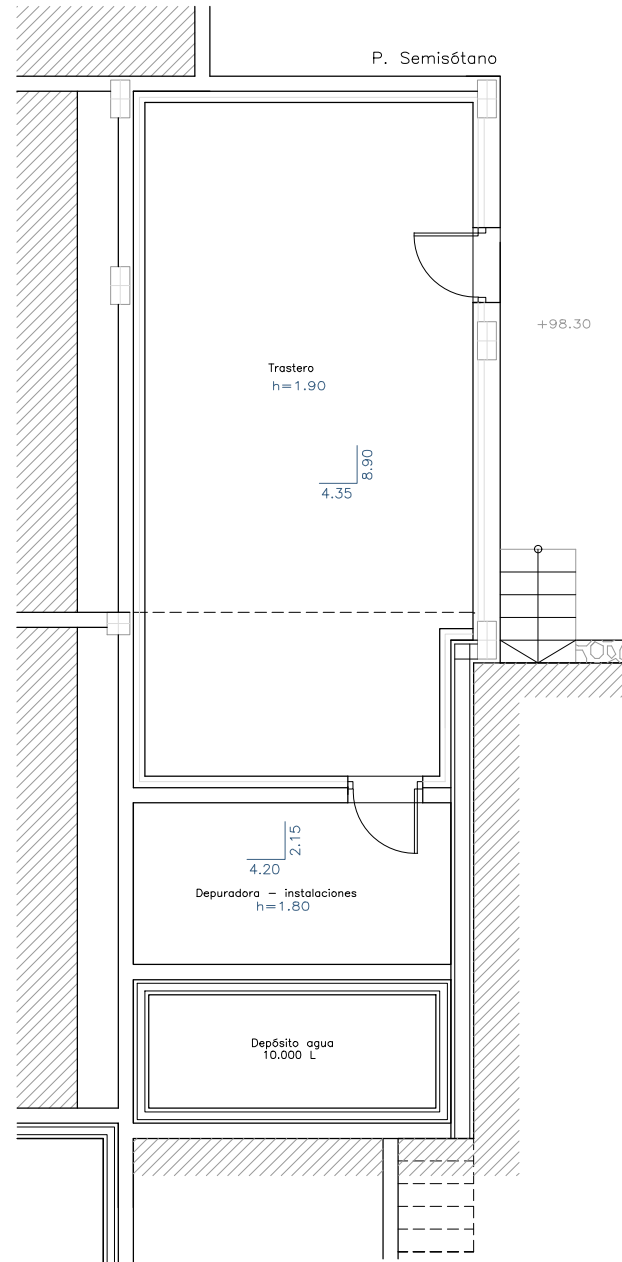 P. Semisótano
+98.30
Trastero
h=1.90
8.90
4.35
2.15
4.20
Depuradora - instalaciones
h=1.80
Depósito agua
10.000 L